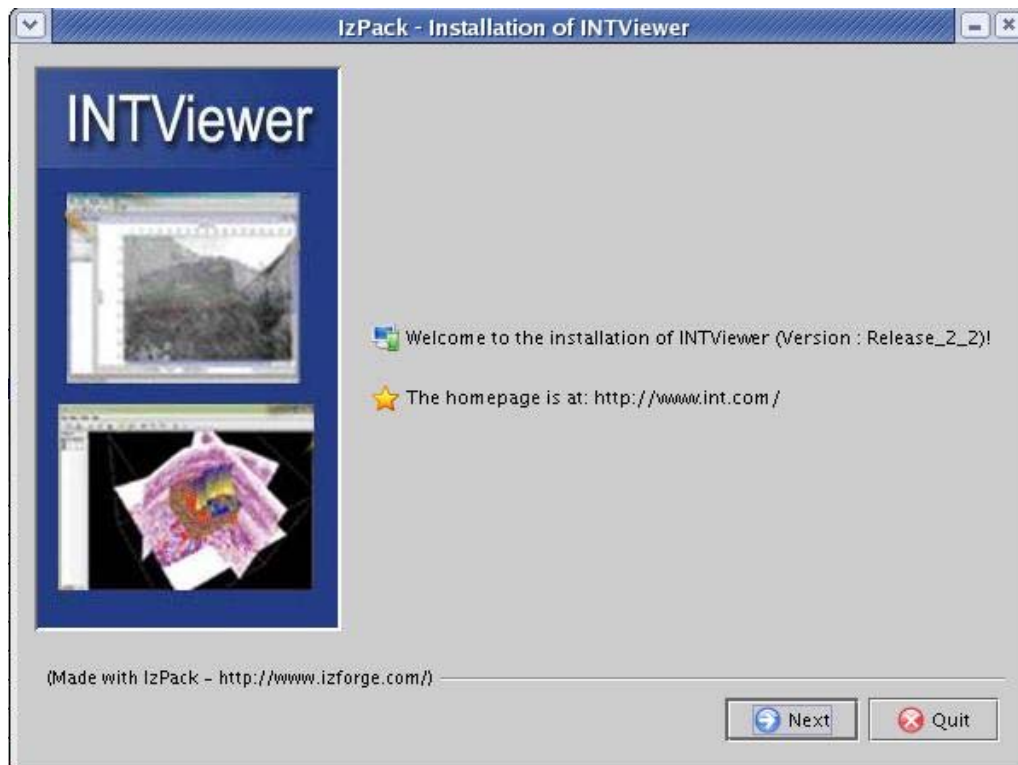 IzPack - Installation of INTViewer
INTViewer
Welcome to the installation of INTViewer (Version : Release_2_2)!
The homepage is at: http://www.int.com/
(Made with IzPack - http://www.izforge.com/)
Next
Quit